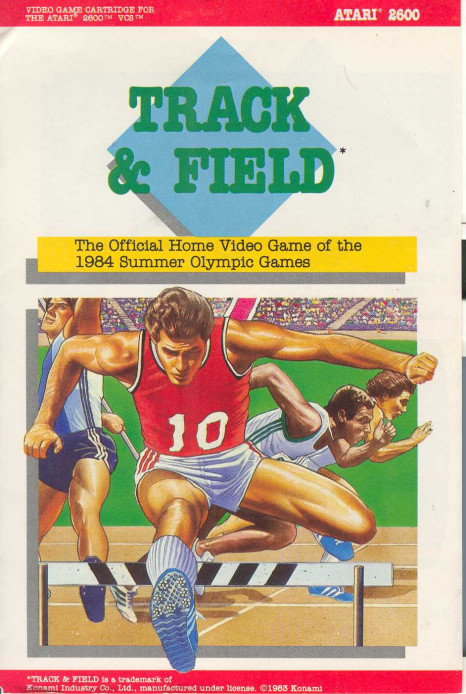 VIDEO GAME CARTRIDGE FOR
THE ATARI® 2600™ VCS™
ATARI® 2600
TRACK
& FIELD*
The Official Home Video Game of the
1984 Summer Olympic Games
10
*TRACK & FIELD is a trademark of
Konami Industry Co., Ltd., manufactured under license. ©1983 Konami